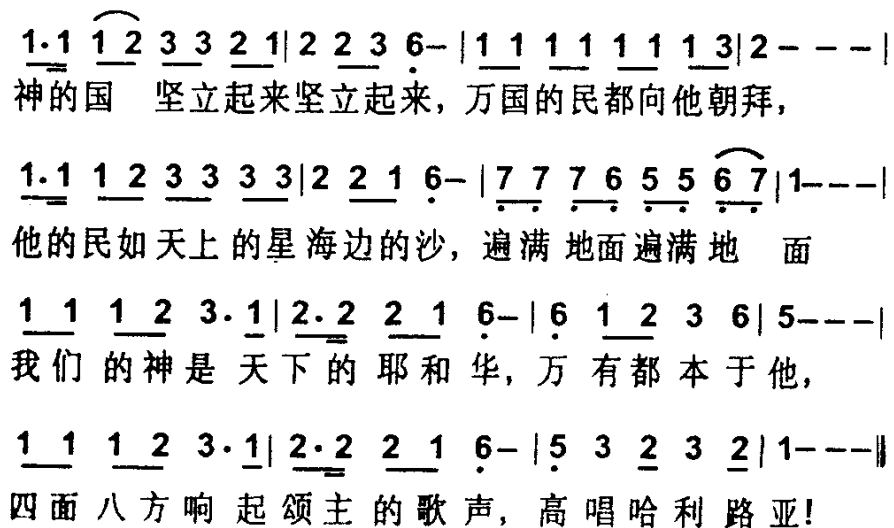 1·1 1 2 3 3 2 1|2 2 3 6–|1 1 1 1 1 1 1 3|2 – – –|
神的国 坚立起来坚立起来，万国的民都向他朝拜，
1·1 1 2 3 3 3 3|2 2 1 6–|7 7 7 6 5 5 6 7|1–––|
他的民如天上的星海边的沙，遍满地面遍满地 面
1 1 1 2 3·1|2·2 2 1 6–|6 1 2 3 6|5–––|
我们的神是天下的耶和华，万有都本于他，
1 1 1 2 3·1|2·2 2 1 6–|5 3 2 3 2|1–––‖
四面八方响起颂主的歌声，高唱哈利路亚！